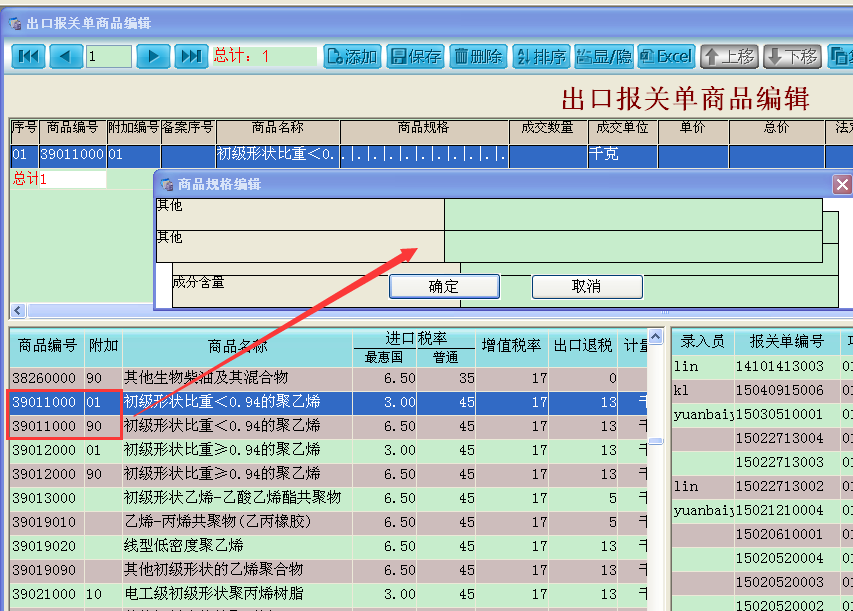 出口报关单商品编辑
1 总计: 1 添加 保存 删除 排序 显/隐 Excel 上移 下移
出口报关单商品编辑
序号 商品编号 附加编号 备案序号 商品名称 商品规格 成交数量 成交单位 单价 总价
01 39011000 01 初级形状比重<0. .|.|.|.|.|.|.|.|.|.|. 千克
总计 1
商品规格编辑
其他
其他
成分含量
确定 取消
商品编号 附加 商品名称 进口税率 增值税率 出口退税 计量
最惠国 普通
38260000 90 其他生物柴油及其混合物 6.50 35 17 0
39011000 01 初级形状比重<0.94的聚乙烯 3.00 45 17 13 千
39011000 90 初级形状比重<0.94的聚乙烯 6.50 45 17 13 千
39012000 01 初级形状比重≥0.94的聚乙烯 3.00 45 17 13 千
39012000 90 初级形状比重≥0.94的聚乙烯 6.50 45 17 13 千
39013000 初级形状乙烯-乙酸乙烯酯共聚物 6.50 45 17 5 千
39019010 乙烯-丙烯共聚物(乙丙橡胶) 6.50 45 17 5 千
39019020 线型低密度聚乙烯 6.50 45 17 13 千
39019090 其他初级形状的乙烯聚合物 6.50 45 17 13 千
39021000 10 电工级初级形状聚丙烯树脂 3.00 45 17 13 千
录入员 报关单编号
lin 14101413003
kl 15040915006
yuanbaiy 15030510001
15022713004
15022713003
lin 15022713002
yuanbaiy 15021210004
15020610001
15020520004
15020520003
15020520002